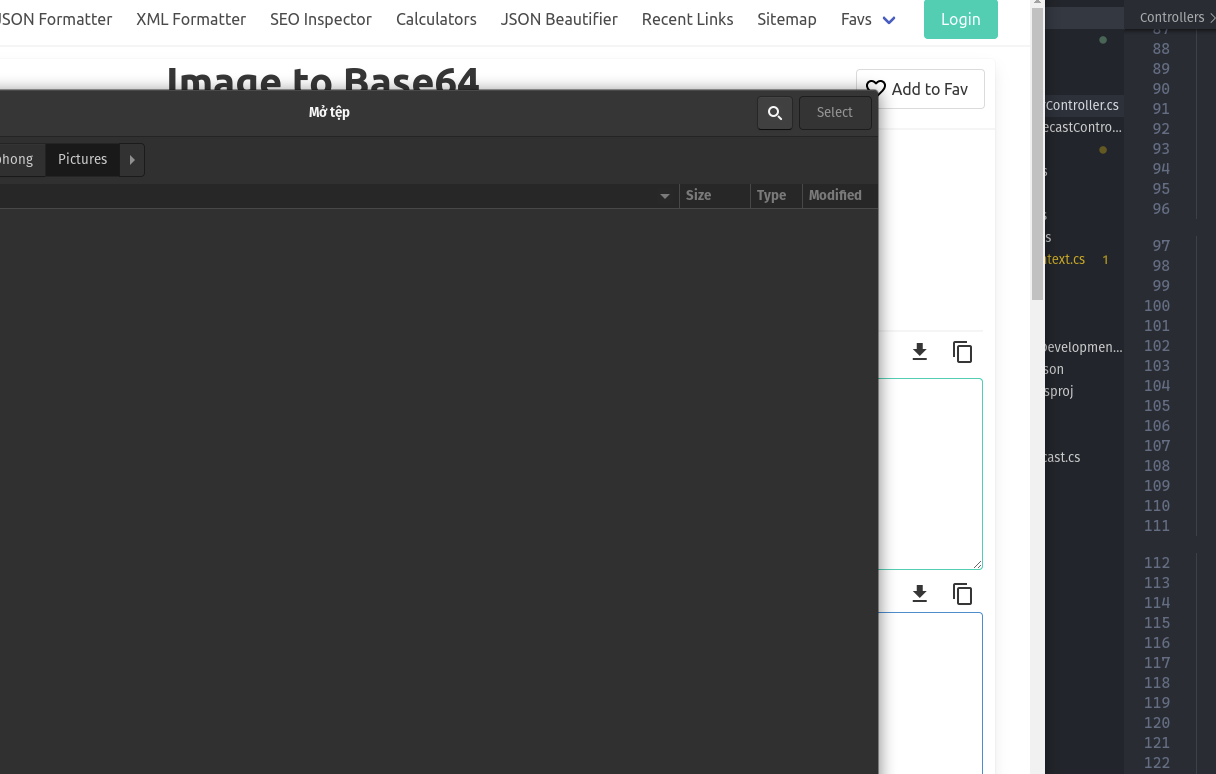 JSON Formatter XML Formatter SEO Inspector Calculators JSON Beautifier Recent Links Sitemap Favs Login
Image to Base64
Add to Fav
Mở tệp
Select
phong Pictures
Size Type Modified
Controllers
87
88
89
90
91
92
93
94
95
96
97
98
99
100
101
102
103
104
105
106
107
108
109
110
111
112
113
114
115
116
117
118
119
120
121
122
Controller.cs
ecastContro...
s
s
s
ntext.cs 1
Developmen...
son
sproj
cast.cs